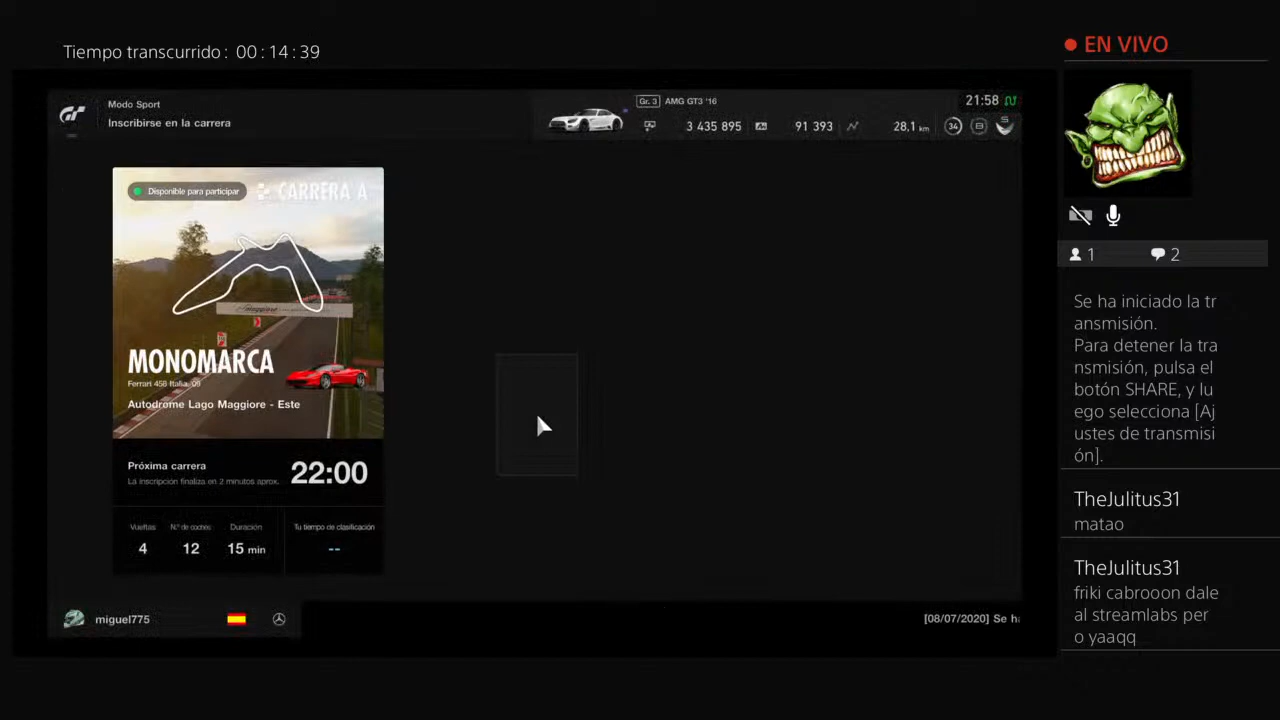 Tiempo transcurrido : 00 : 14 : 39
EN VIVO
Modo Sport
Inscribirse en la carrera
Gr. 3 AMG GT3 '16
21:58
3 435 895
91 393
28,1 km
34
S
Disponible para participar
CARRERA A
MONOMARCA
Ferrari 458 Italia, 09
Autodrome Lago Maggiore - Este
Próxima carrera
La inscripción finaliza en 2 minutos aprox.
22:00
Vueltas
N.º de coches
Duración
Tu tiempo de clasificación
4
12
15 min
--
miguel775
[08/07/2020] Se ha
1
2
Se ha iniciado la tr
ansmisión.
Para detener la tra
nsmisión, pulsa el
botón SHARE, y lu
ego selecciona [Aj
ustes de transmisi
ón].
TheJulitus31
matao
TheJulitus31
friki cabrooon dale
al streamlabs per
o yaaqq